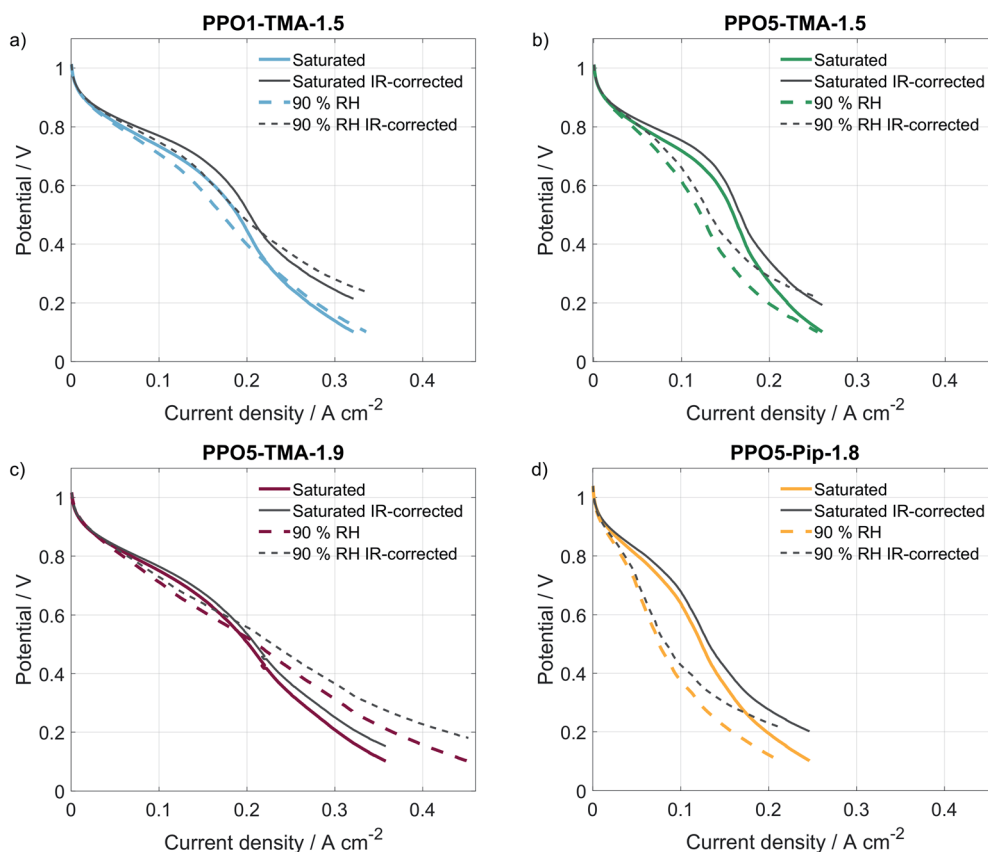 a)
PPO1-TMA-1.5
Saturated
Saturated IR-corrected
90 % RH
90 % RH IR-corrected
Potential / V
1
0.8
0.6
0.4
0.2
0
0
0.1
0.2
0.3
0.4
Current density / A cm⁻²
b)
PPO5-TMA-1.5
Saturated
Saturated IR-corrected
90 % RH
90 % RH IR-corrected
Potential / V
1
0.8
0.6
0.4
0.2
0
0
0.1
0.2
0.3
0.4
Current density / A cm⁻²
c)
PPO5-TMA-1.9
Saturated
Saturated IR-corrected
90 % RH
90 % RH IR-corrected
Potential / V
1
0.8
0.6
0.4
0.2
0
0
0.1
0.2
0.3
0.4
Current density / A cm⁻²
d)
PPO5-Pip-1.8
Saturated
Saturated IR-corrected
90 % RH
90 % RH IR-corrected
Potential / V
1
0.8
0.6
0.4
0.2
0
0
0.1
0.2
0.3
0.4
Current density / A cm⁻²